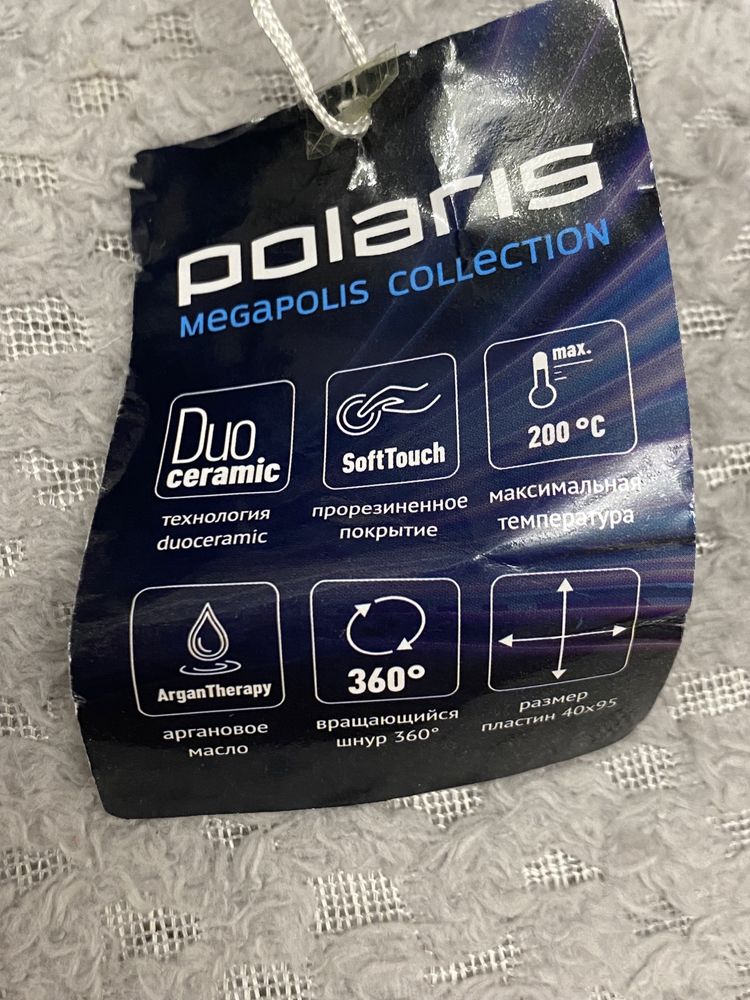 polaris
MEGAPOLIS COLLECTION
Duo
ceramic
технология
duoceramic
SoftTouch
прорезиненное
покрытие
max.
200 °C
максимальная
температура
ArganTherapy
аргановое
масло
360°
вращающийся
шнур 360°
размер
пластин 40x95